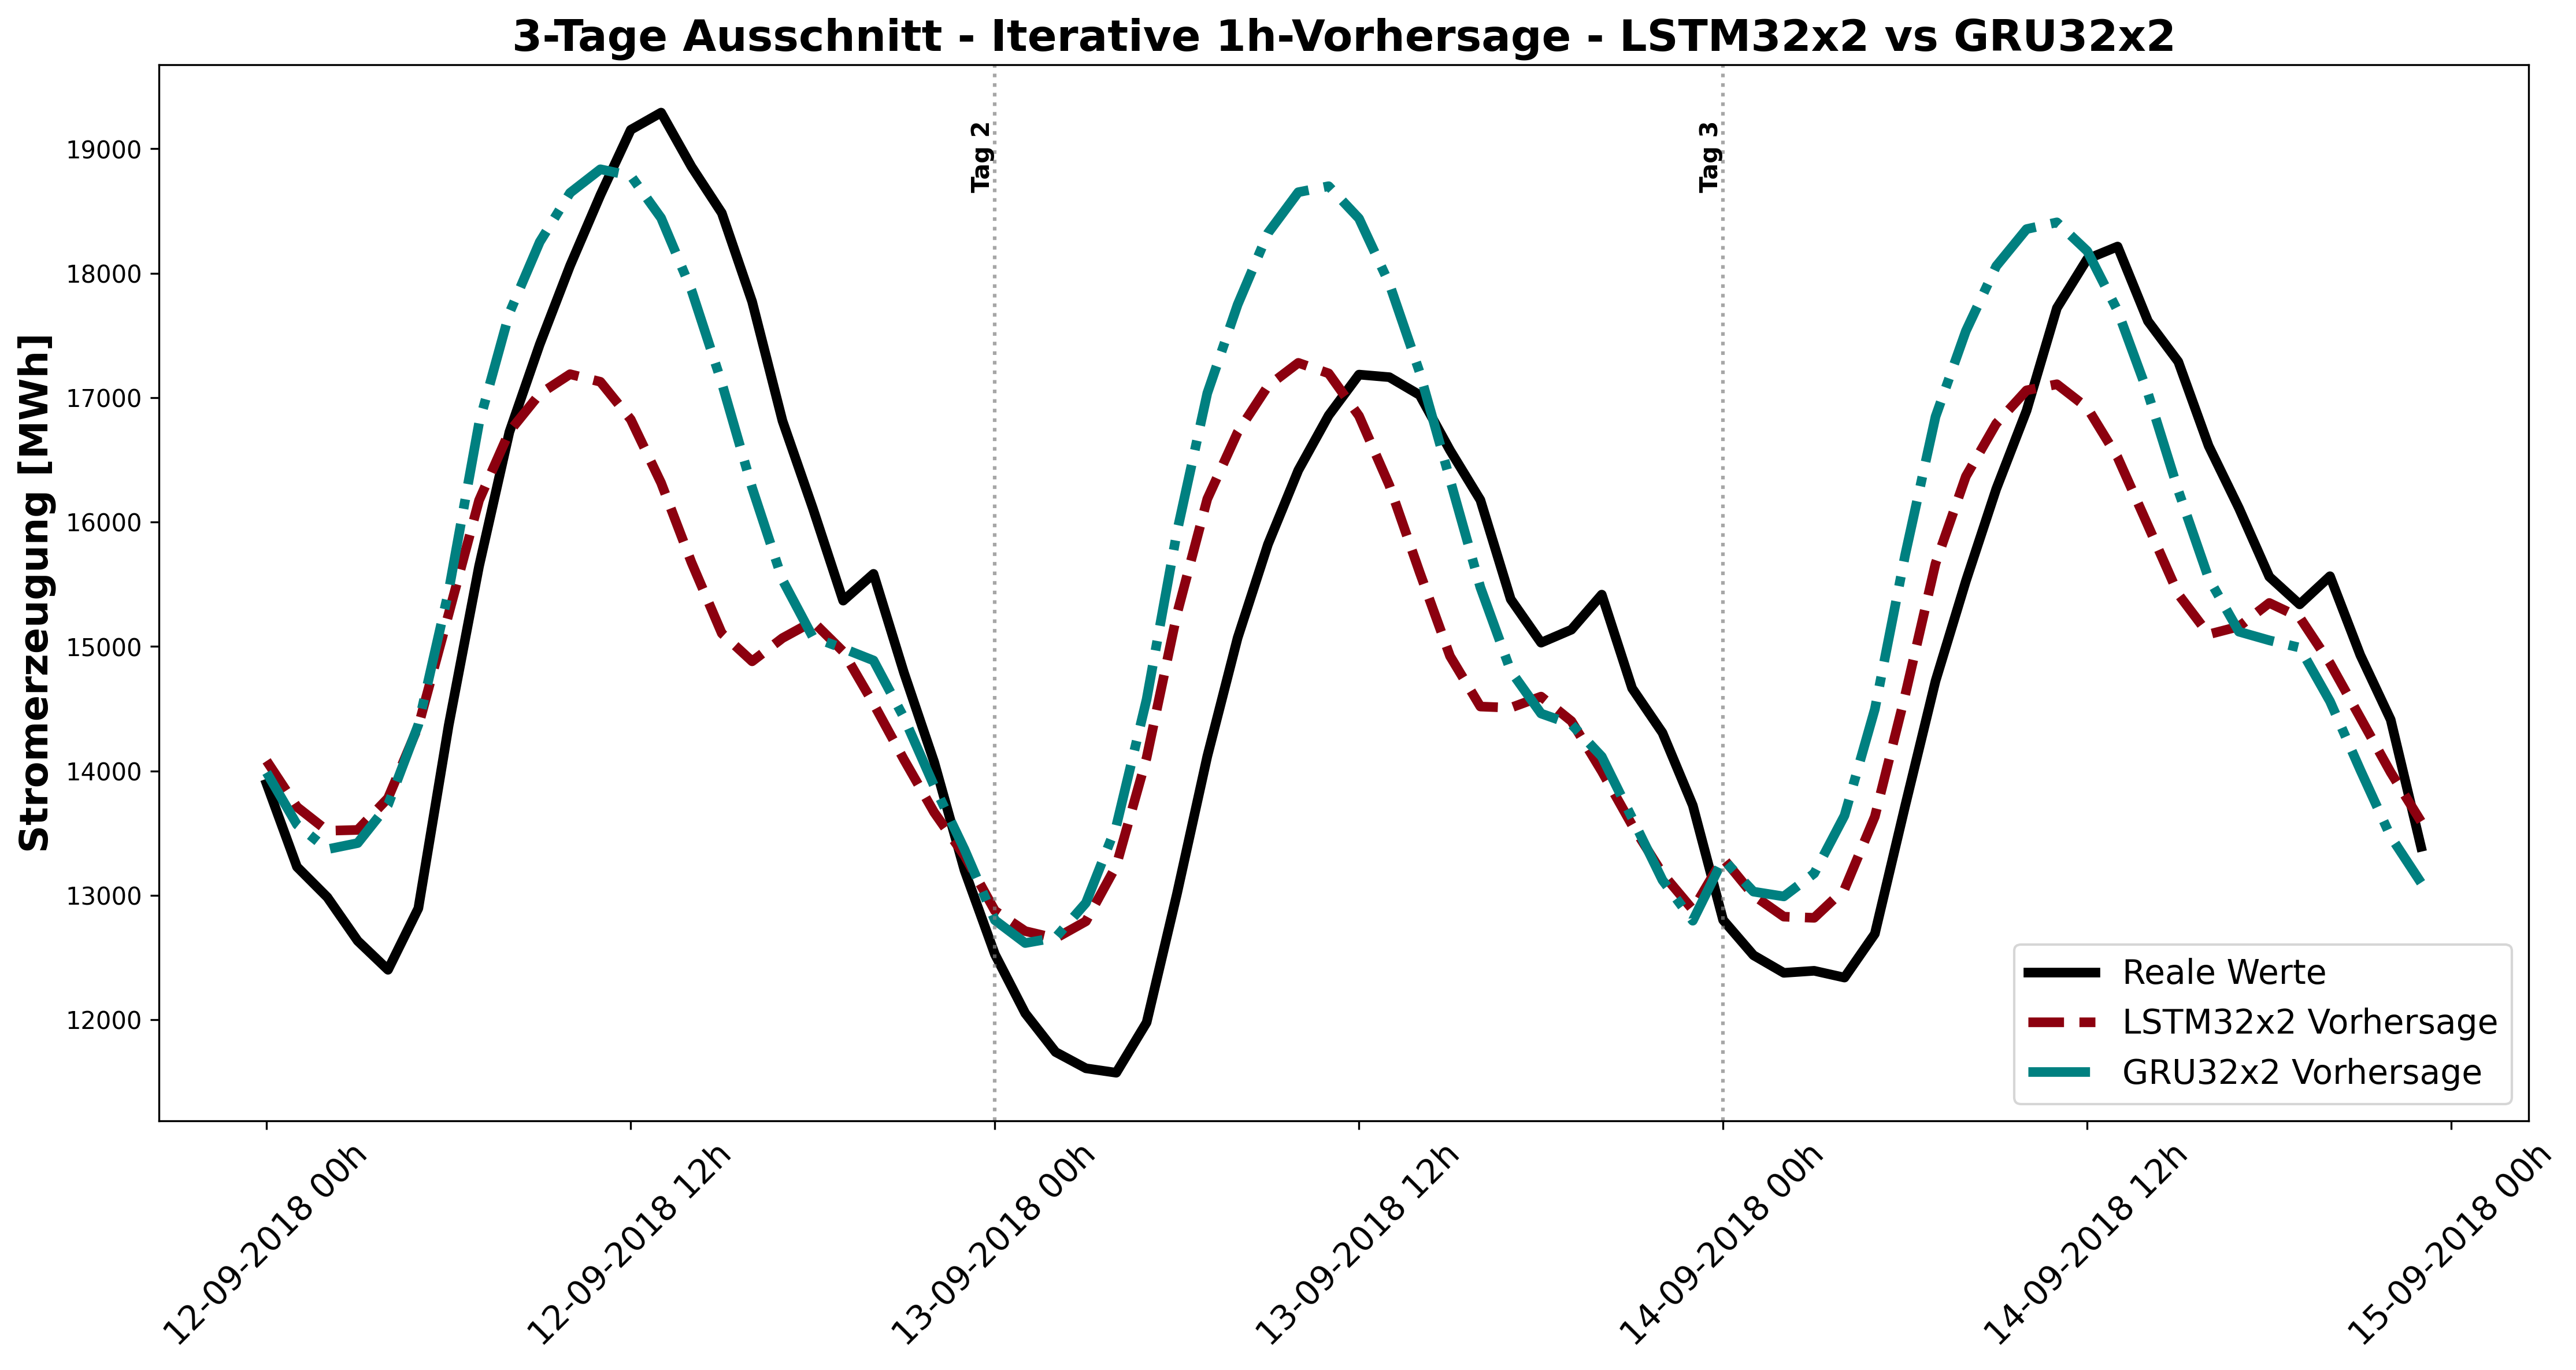 3-Tage Ausschnitt - Iterative 1h-Vorhersage - LSTM32x2 vs GRU32x2
Stromerzeugung [MWh]
19000
18000
17000
16000
15000
14000
13000
12000
Tag 2
Tag 3
Reale Werte
LSTM32x2 Vorhersage
GRU32x2 Vorhersage
12-09-2018 00h
12-09-2018 12h
13-09-2018 00h
13-09-2018 12h
14-09-2018 00h
14-09-2018 12h
15-09-2018 00h